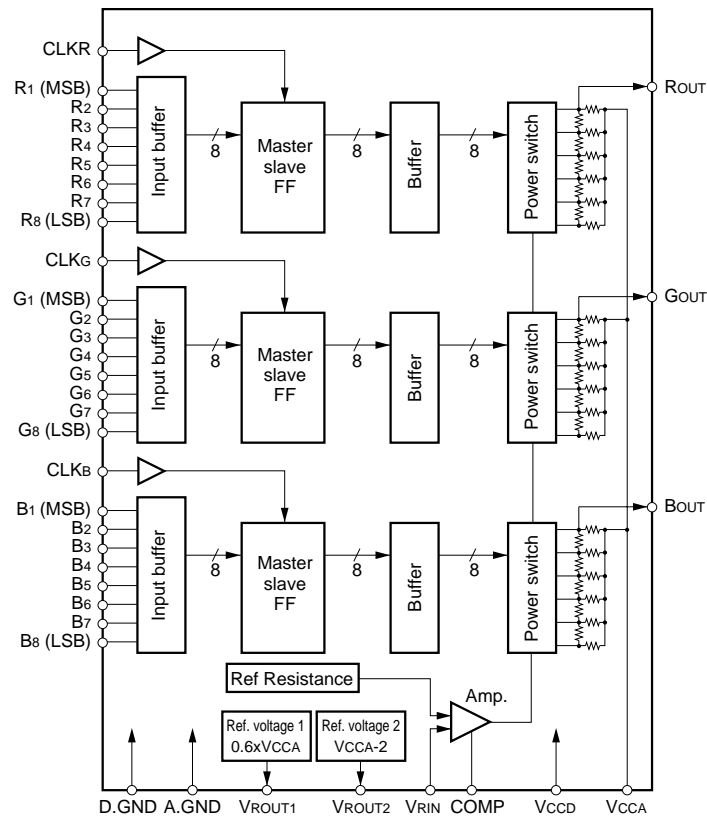 CLKR
R1 (MSB)
R2
R3
R4
R5
R6
R7
R8 (LSB)
Input buffer
8
Master
slave
FF
8
Buffer
8
Power switch
ROUT
CLKG
G1 (MSB)
G2
G3
G4
G5
G6
G7
G8 (LSB)
Input buffer
8
Master
slave
FF
8
Buffer
8
Power switch
GOUT
CLKB
B1 (MSB)
B2
B3
B4
B5
B6
B7
B8 (LSB)
Input buffer
8
Master
slave
FF
8
Buffer
8
Power switch
BOUT
Ref Resistance
Amp.
Ref. voltage 1
0.6xVCCA
Ref. voltage 2
VCCA-2
D.GND
A.GND
VROUT1
VROUT2
VRIN
COMP
VCCD
VCCA